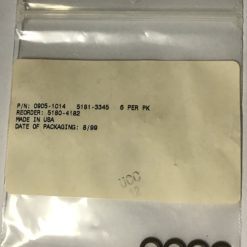 P/N: 0905-1014 5181-3345 6 PER PK
REORDER: 5180-4182
MADE IN USA
DATE OF PACKAGING: 8/99